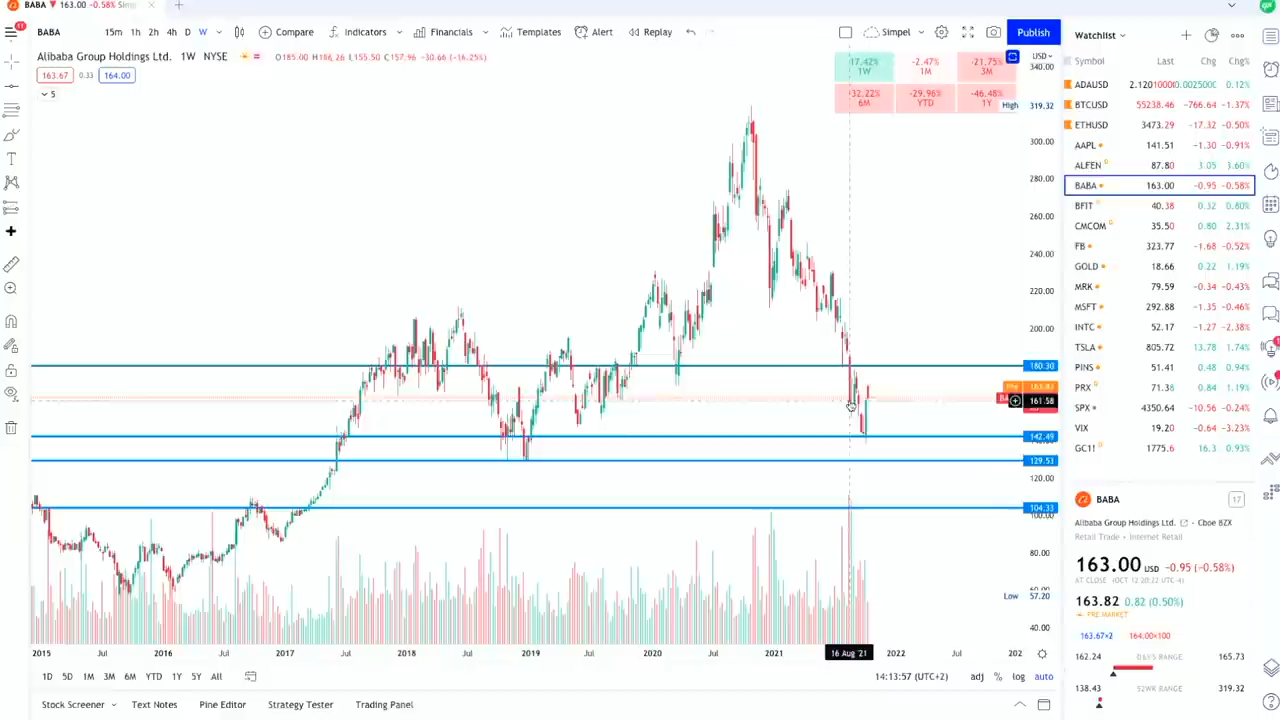 BABA ▼ 163.00 −0.58%
BABA 15m 1h 2h 4h D W Compare Indicators Financials Templates Alert Replay Simpel Publish
Alibaba Group Holdings Ltd. 1W NYSE O185.00 H186.26 L155.50 C157.96 −30.66 (−16.25%)
163.67 0.33 164.00
5
17.42% 1W
-2.47% 1M
-21.75% 3M
-32.22% 6M
-29.96% YTD
-46.48% 1Y
USD
340.00
High 319.32
300.00
280.00
260.00
240.00
220.00
200.00
180.30
161.58
142.49
129.53
120.00
104.33
80.00
Low 57.20
40.00
2015 Jul 2016 Jul 2017 Jul 2018 Jul 2019 Jul 2020 Jul 2021 16 Aug '21 2022 Jul 202
1D 5D 1M 3M 6M YTD 1Y 5Y All 14:13:57 (UTC+2) adj % log auto
Stock Screener Text Notes Pine Editor Strategy Tester Trading Panel
Watchlist
Symbol Last Chg Chg%
ADAUSD 0.12%
BTCUSD 55238.46 −766.64 −1.37%
ETHUSD 3473.29 −17.32 −0.50%
AAPL 141.51 −1.30 −0.91%
ALFEN D 87.80 3.05 3.60%
BABA 163.00 −0.95 −0.58%
BFIT 40.38 0.32 0.80%
CMCOM D 35.50 0.80 2.31%
FB 323.77 −1.68 −0.52%
GOLD 18.66 0.22 1.19%
MRK 79.59 −0.34 −0.43%
MSFT 292.88 −1.35 −0.46%
INTC 52.17 −1.27 −2.38%
TSLA 805.72 13.78 1.74%
PINS 51.41 0.48 0.94%
PRX 71.38 0.84 1.19%
SPX 4350.64 −10.56 −0.24%
VIX 19.20 −0.64 −3.23%
GC1! 1775.6 16.3 0.93%
BABA 17
Alibaba Group Holdings Ltd. • Cboe BZX
Retail Trade • Internet Retail
163.00 USD −0.95 (−0.58%)
AT CLOSE (OCT 12 20:22 UTC-4)
163.82 0.82 (0.50%)
PRE MARKET
163.67×2 164.00×100
162.24 DAYS RANGE 165.73
138.43 52WK RANGE 319.32